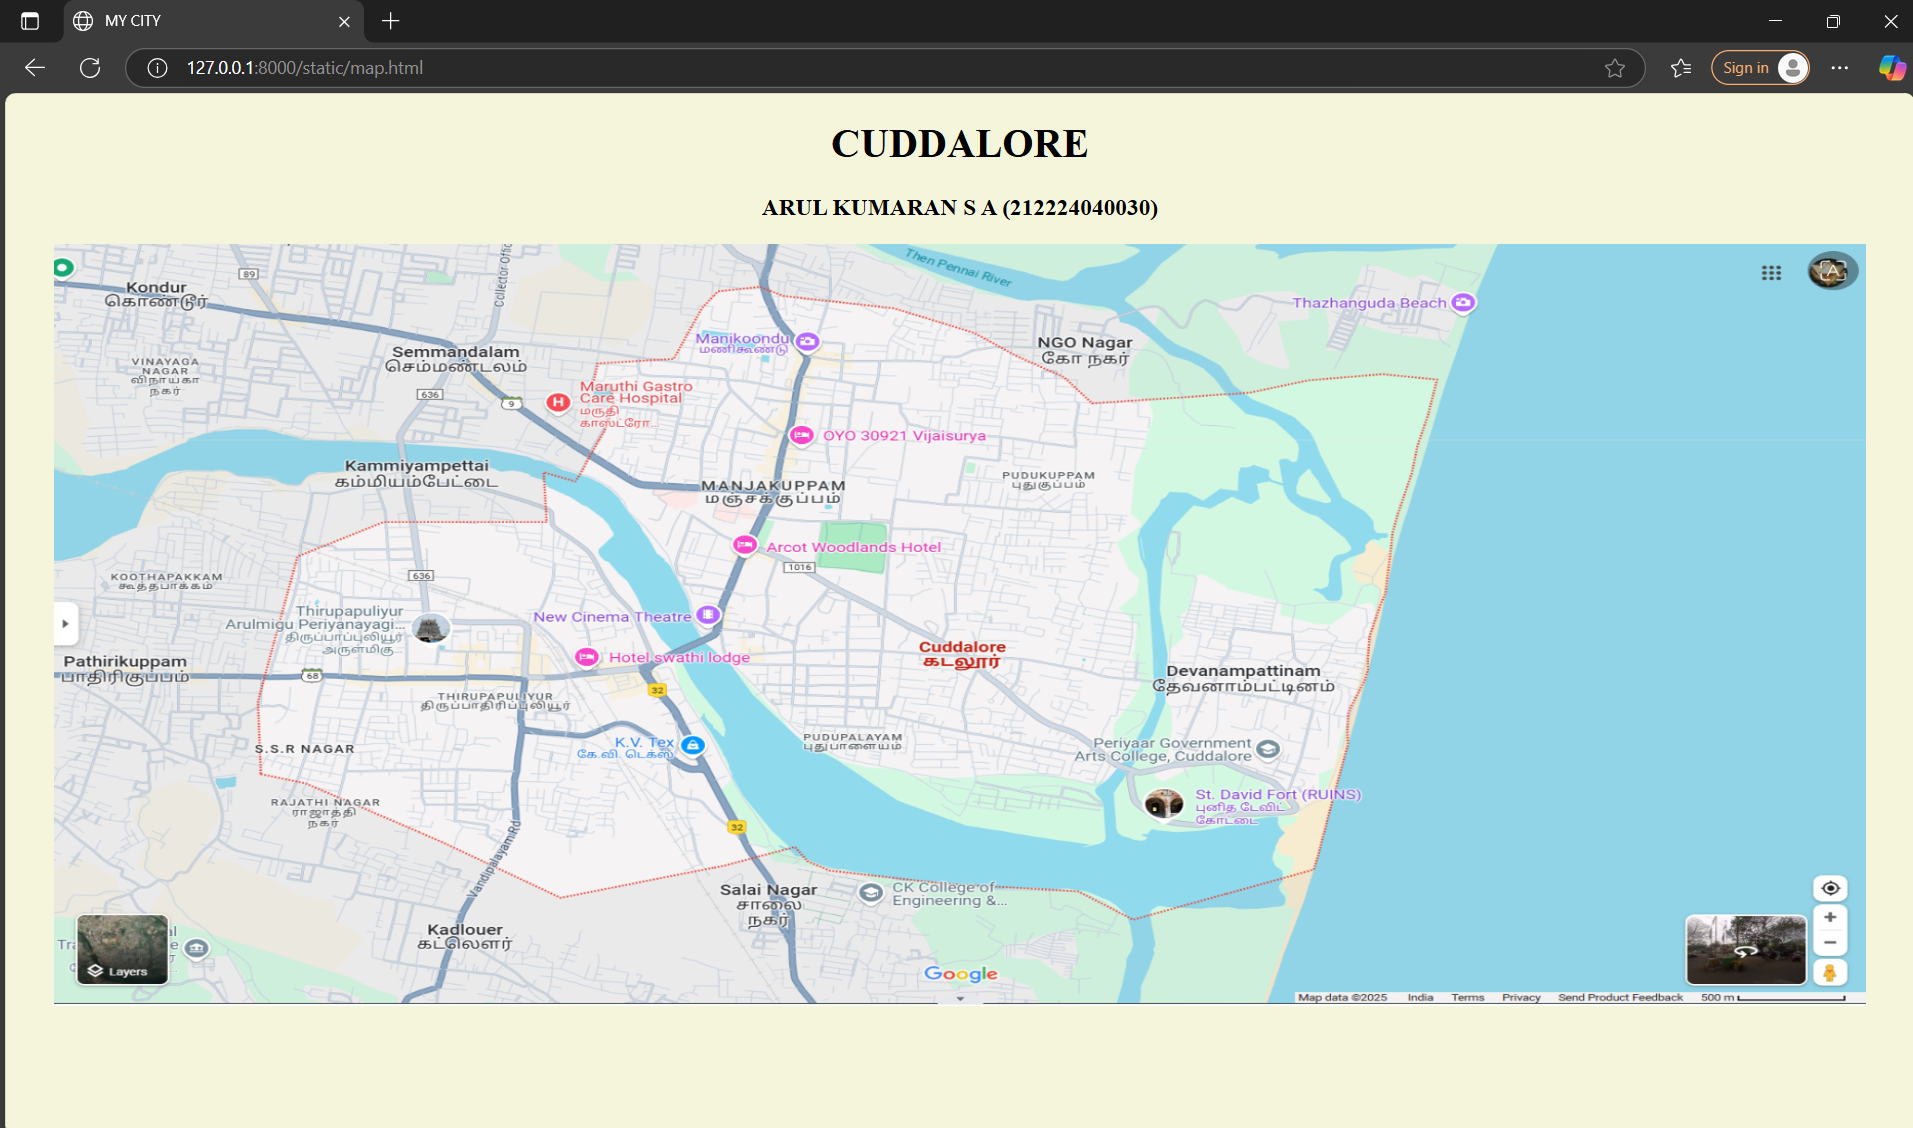 MY CITY
127.0.0.1:8000/static/map.html
Sign in
CUDDALORE
ARUL KUMARAN S A (212224040030)
Then Pennai River
89
Kondur
கொண்டூர்
Collector Offic
Thazhanguda Beach
Manikoondu
மணிகூண்டு
NGO Nagar
கோ நகர்
Semmandalam
செம்மண்டலம்
VINAYAGA
NAGAR
விநாயகா
நகர்
636
9
Maruthi Gastro
Care Hospital
மருதி
காஸ்ட்ரோ...
OYO 30921 Vijaisurya
Kammiyampettai
கம்மியம்பேட்டை
MANJAKUPPAM
மஞ்சக்குப்பம்
PUDUKUPPAM
புதுகுப்பம்
Arcot Woodlands Hotel
1016
KOOTHAPAKKAM
கூத்தபாக்கம்
636
Thirupapuliyur
Arulmigu Periyanayagi...
திருப்பாப்புலியூர்
அருள்மிகு
New Cinema Theatre
Hotel swathi lodge
Cuddalore
கடலூர்
Pathirikuppam
பாதிரிகுப்பம்
68
Devanampattinam
தேவனாம்பட்டினம்
32
THIRUPAPULIYUR
திருப்பாதிரிப்புலியூர்
S.S.R NAGAR
K.V. Tex
கே.வி. டெக்ஸ்
PUDUPALAYAM
புதுபாளையம்
Periyaar Government
Arts College, Cuddalore
St. David Fort (RUINS)
புனித டேவிட்
கோட்டை
RAJATHI NAGAR
ராஜாத்தி
நகர்
32
Vandipalayam Rd
Salai Nagar
சாலை
நகர்
CK College of
Engineering &...
Kadlouer
கட்லெளர்
Layers
Google
Map data ©2025 India Terms Privacy Send Product Feedback 500 m